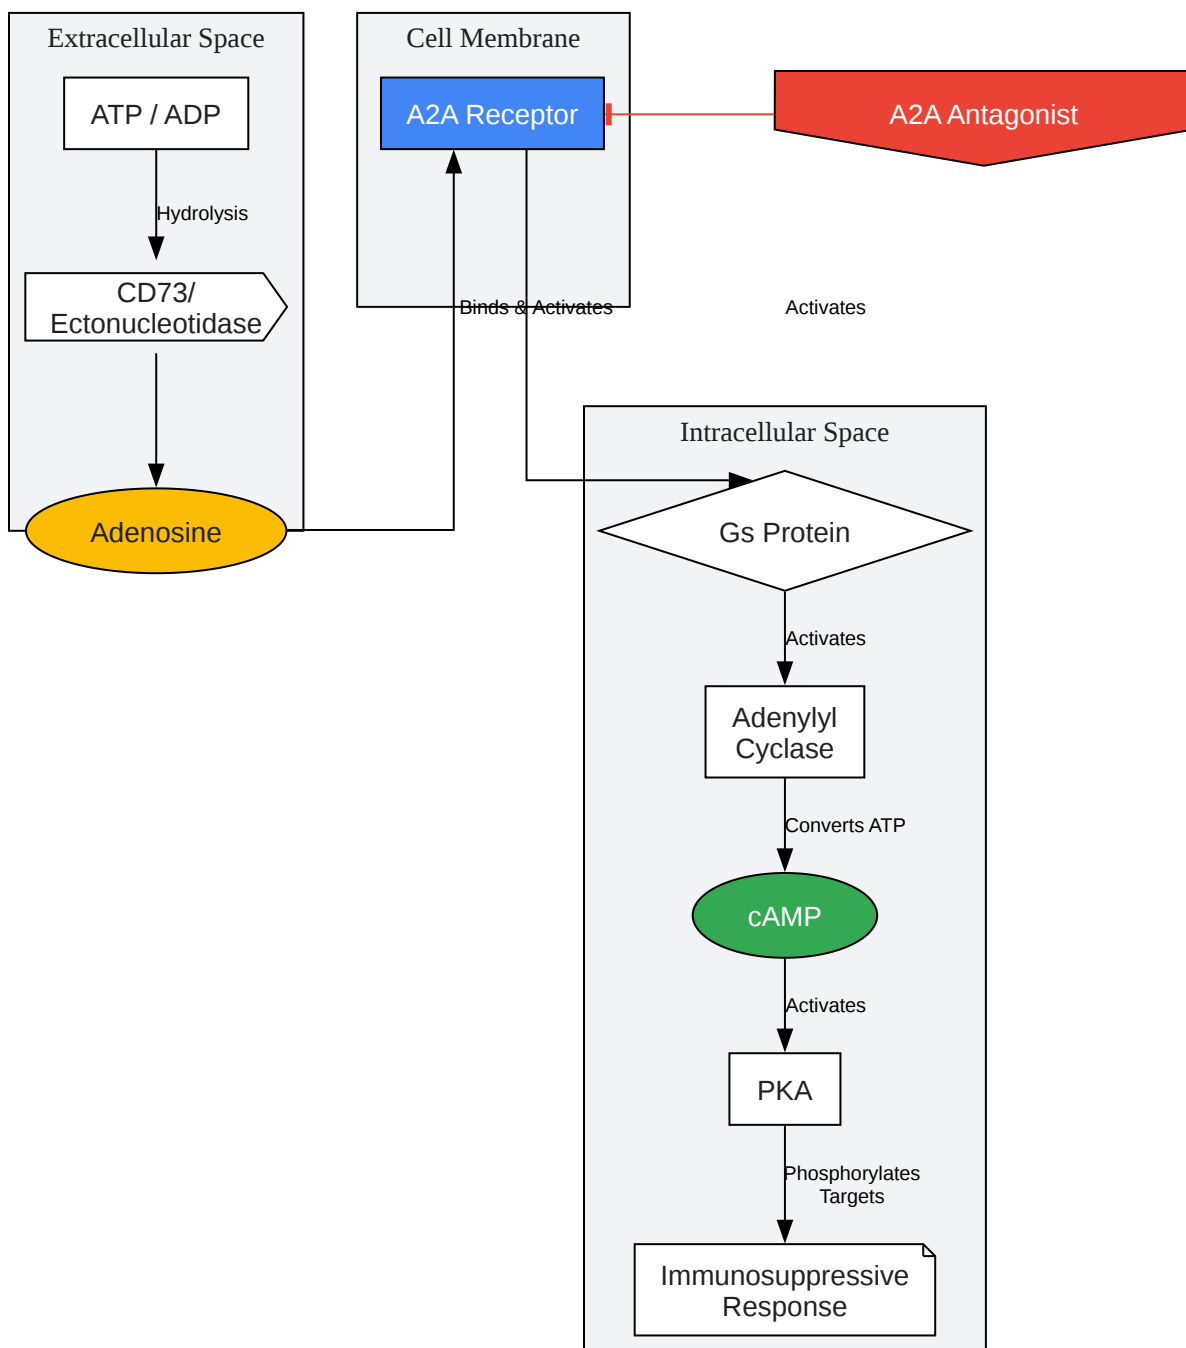 Extracellular Space
ATP / ADP
Hydrolysis
CD73/
Ectonucleotidase
Adenosine
Cell Membrane
A2A Receptor
A2A Antagonist
Binds & Activates
Activates
Intracellular Space
Gs Protein
Activates
Adenylyl
Cyclase
Converts ATP
cAMP
Activates
PKA
Phosphorylates
Targets
Immunosuppressive
Response